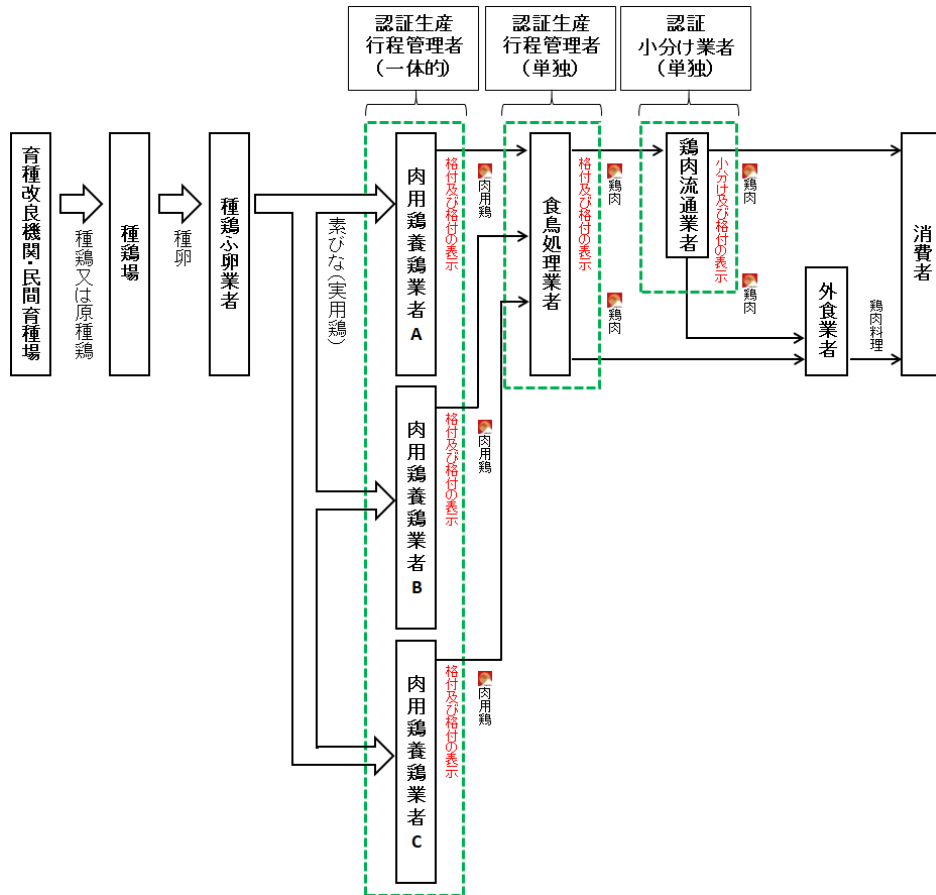 認証生産
行程管理者
(一体的)
認証生産
行程管理者
(単独)
認証
小分け業者
(単独)
育種改良機関・民間育種場
種鶏又は原種鶏
種鶏場
種卵
種鶏ふ卵業者
素びな(実用鶏)
肉用鶏養鶏業者
A
格付及び格付の表示
肉用鶏
肉用鶏養鶏業者
B
格付及び格付の表示
肉用鶏
肉用鶏養鶏業者
C
格付及び格付の表示
肉用鶏
食鳥処理業者
格付及び格付の表示
鶏肉
鶏肉
鶏肉流通業者
小分け及び格付の表示
鶏肉
鶏肉
外食業者
鶏肉料理
消費者